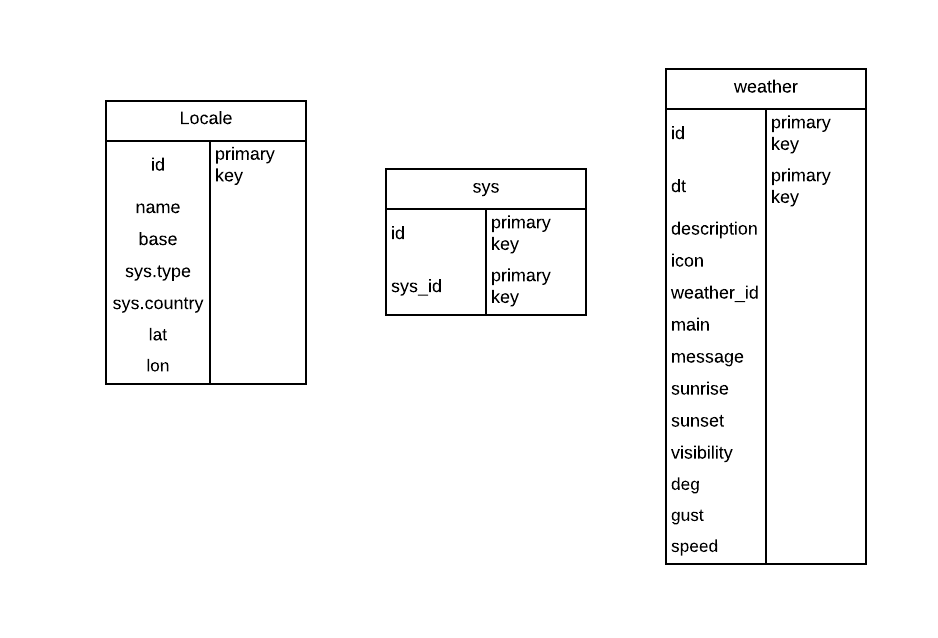 Locale
id
primary
key
name
base
sys.type
sys.country
lat
lon
sys
id
primary
key
sys_id
primary
key
weather
id
primary
key
dt
primary
key
description
icon
weather_id
main
message
sunrise
sunset
visibility
deg
gust
speed